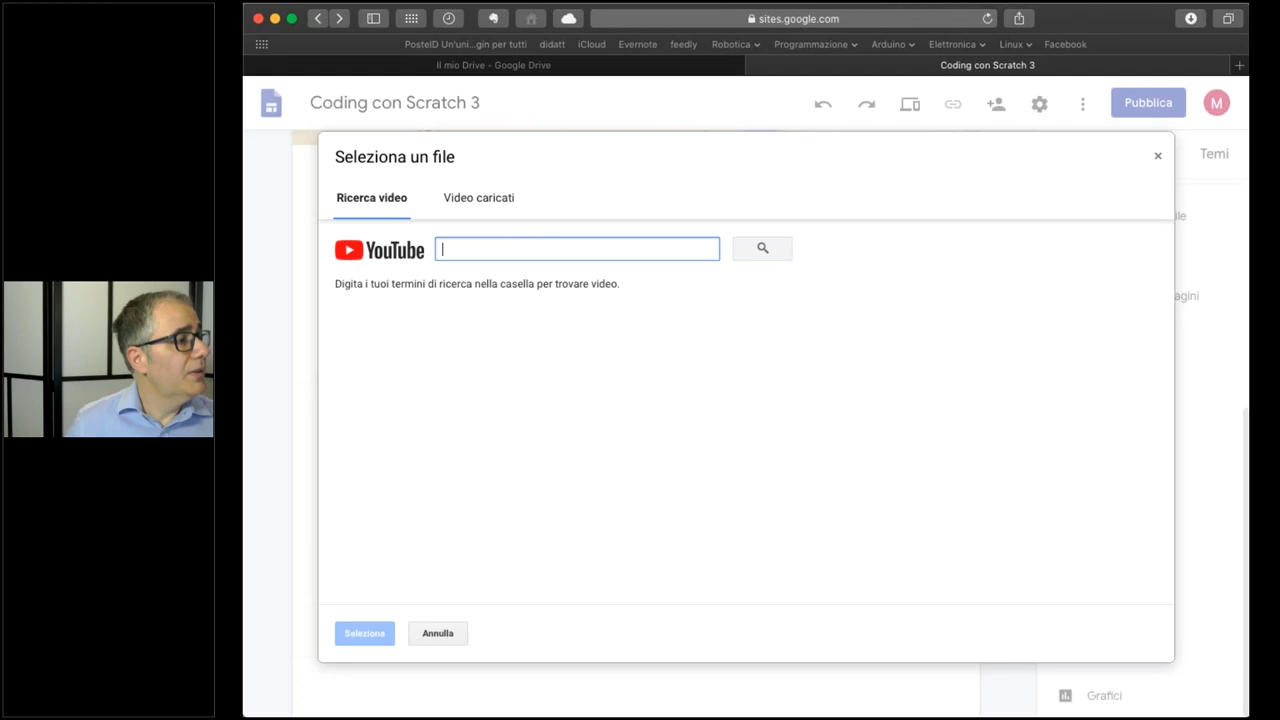 sites.google.com
PosteID Un'uni...gin per tutti didatt iCloud Evernote feedly Robotica Programmazione Arduino Elettronica Linux Facebook
Il mio Drive - Google Drive Coding con Scratch 3
Coding con Scratch 3 Pubblica M
Seleziona un file
Temi
Ricerca video Video caricati
ile
YouTube
Digita i tuoi termini di ricerca nella casella per trovare video.
agini
Seleziona Annulla
Grafici